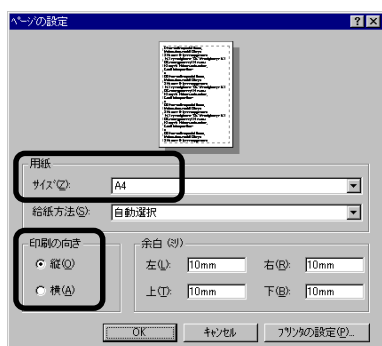 ページの設定
用紙
サイズ(Z):
A4
給紙方法(S):
自動選択
印刷の向き
縦(O)
横(A)
余白 (ミリ)
左(L): 10mm 右(R): 10mm
上(T): 10mm 下(B): 10mm
OK キャンセル プリンタの設定(P)...